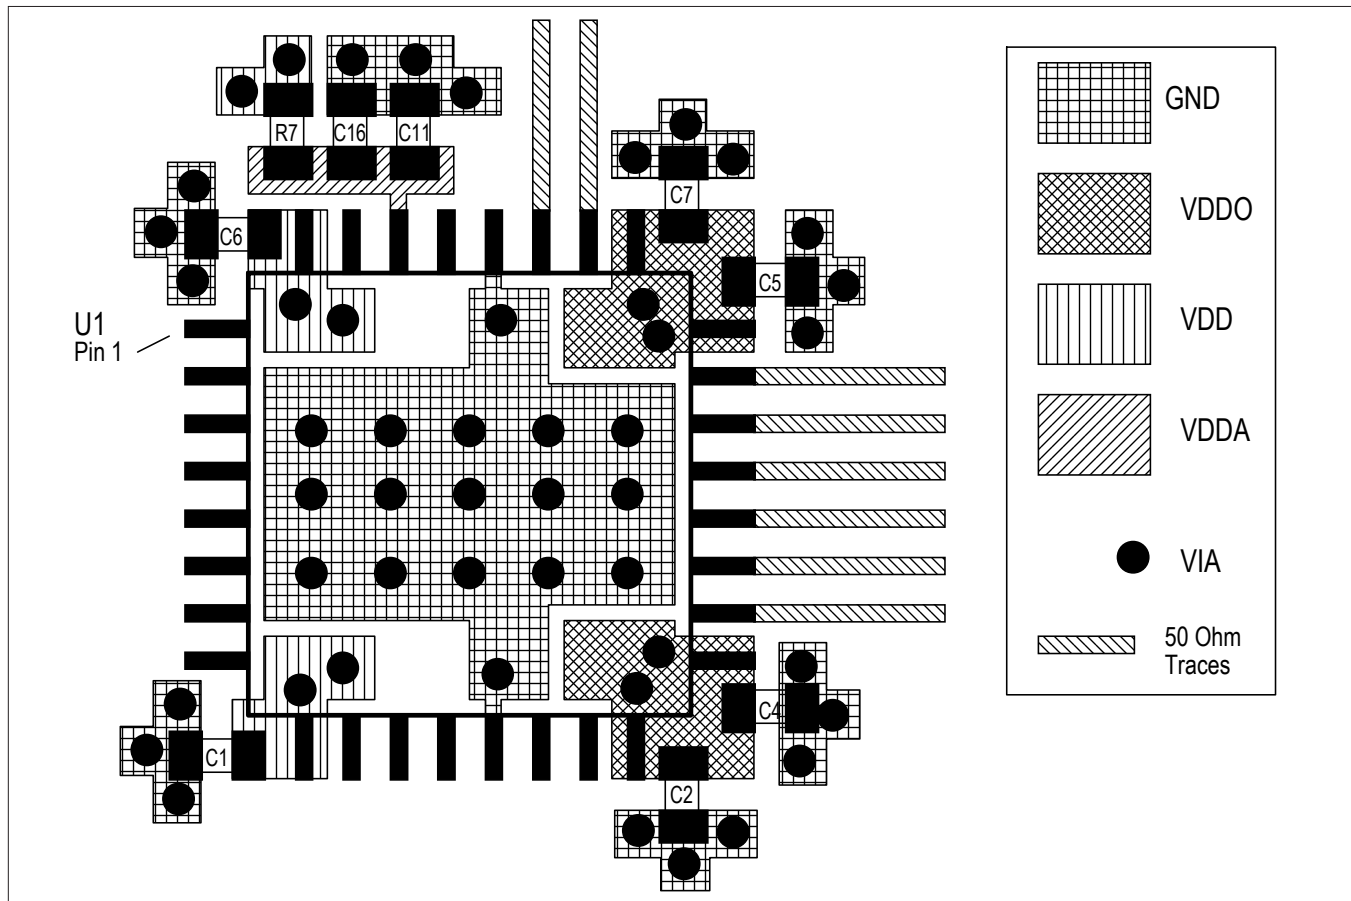 R7
C16
C11
C7
C6
C5
U1
Pin 1
C4
C1
C2
GND
VDDO
VDD
VDDA
VIA
50 Ohm
Traces